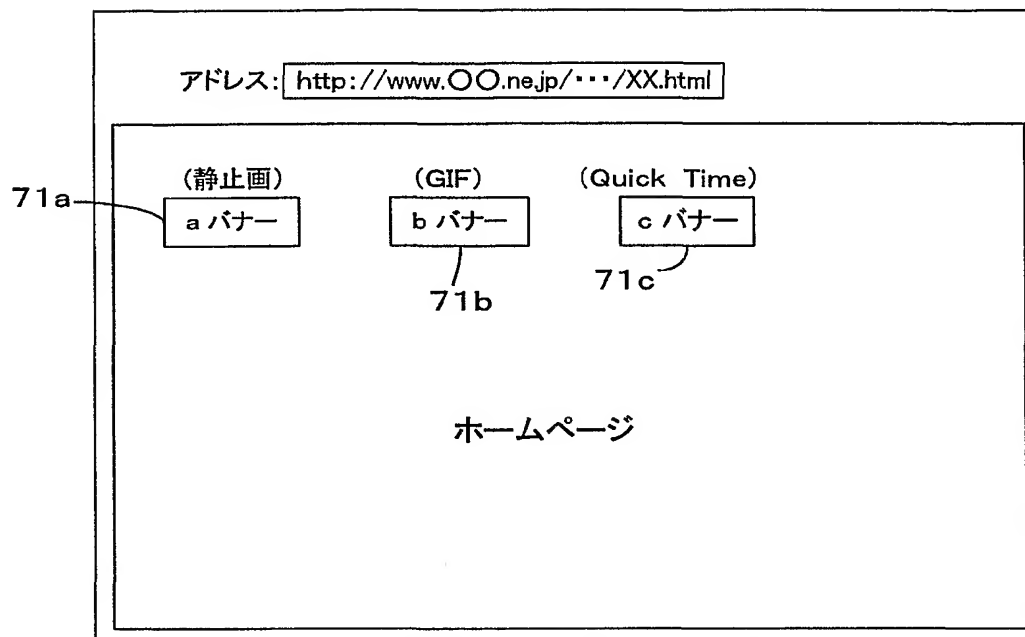 アドレス: http://www.〇〇.ne.jp/・・・/XX.html
(静止画) (GIF) (Quick Time)
71a a バナー b バナー c バナー
71b 71c
ホームページ